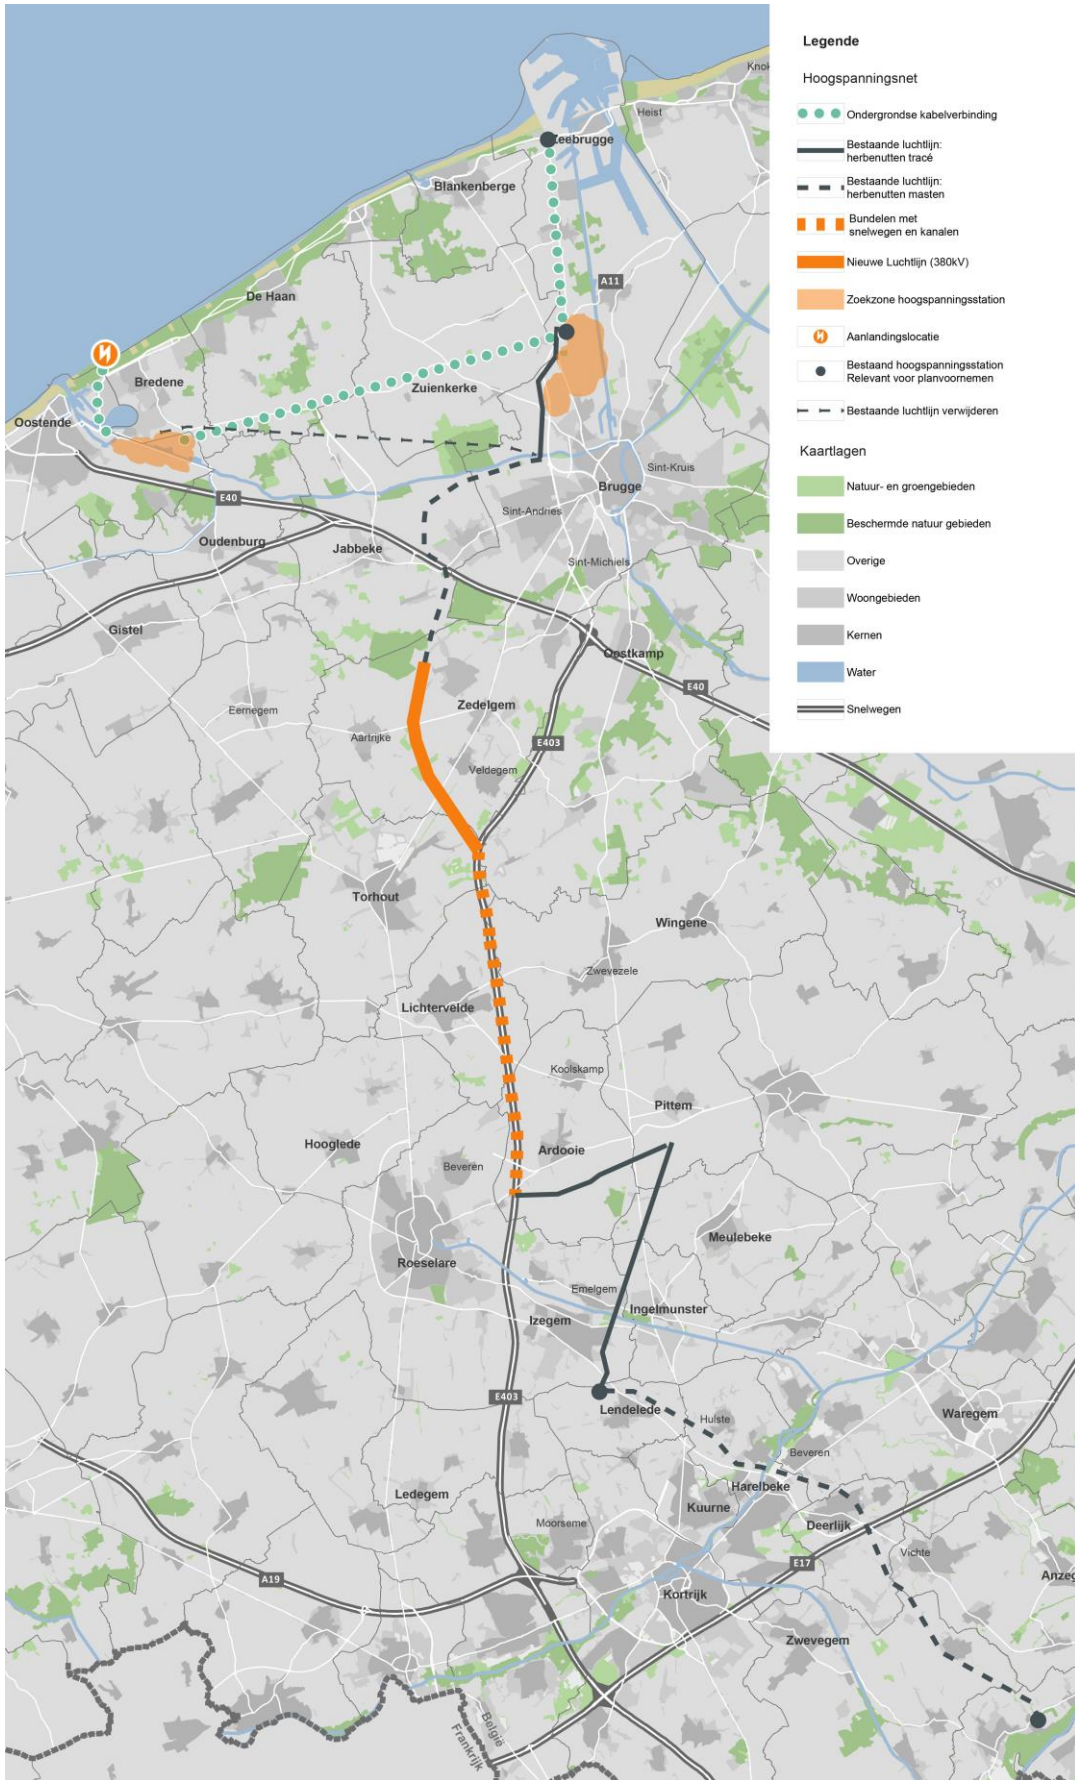 Legende
Hoogspanningsnet
Ondergrondse kabelverbinding
Bestaande luchtlijn:
herbenutten tracé
Bestaande luchtlijn:
herbenutten masten
Bundelen met
snelwegen en kanalen
Nieuwe Luchtlijn (380kV)
Zoekzone hoogspanningsstation
Aanlandingslocatie
Bestaand hoogspanningsstation
Relevant voor planvoornemen
Bestaande luchtlijn verwijderen
Kaartlagen
Natuur- en groengebieden
Beschermde natuur gebieden
Overige
Woongebieden
Kernen
Water
Snelwegen
Knok
Heist
Zeebrugge
Blankenberge
A11
De Haan
Bredene
Zuienkerke
Oostende
Sint-Kruis
Brugge
E40
Sint-Andries
Oudenburg
Jabbeke
Sint-Michiels
Gistel
Oostkamp
E40
Zedelgem
Eernegem
Aartrijke
E403
Veldegem
Torhout
Wingene
Zwevezele
Lichtervelde
Koolskamp
Pittem
Hooglede
Ardooie
Beveren
Meulebeke
Roeselare
Emelgem
Ingelmunster
Izegem
E403
Lendelede
Hulste
Waregem
Beveren
Ledegem
Harelbeke
Kuurne
Moorseme
Deerlijk
Vichte
E17
A19
Anzeg
Kortrijk
Zwevegem
België
Frankrijk